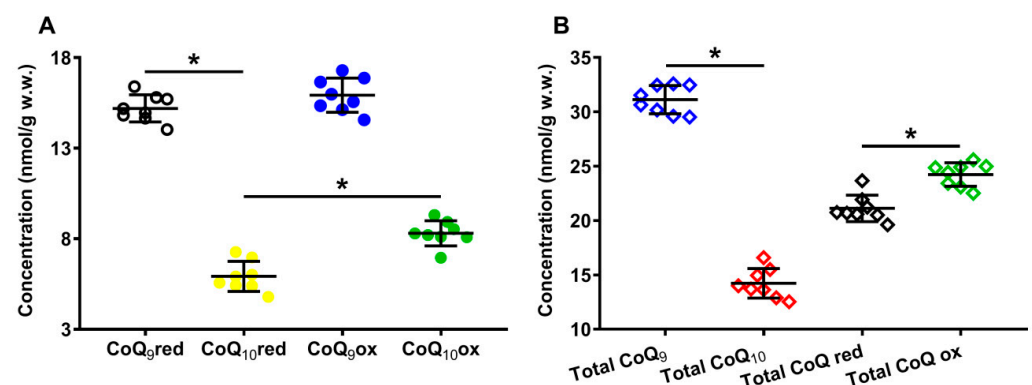 A
Concentration (nmol/g w.w.)
18
13
8
3
*
*
CoQ₉red
CoQ₁₀red
CoQ₉ox
CoQ₁₀ox
B
Concentration (nmol/g w.w.)
35
30
25
20
15
10
*
*
Total CoQ₉
Total CoQ₁₀
Total CoQ red
Total CoQ ox